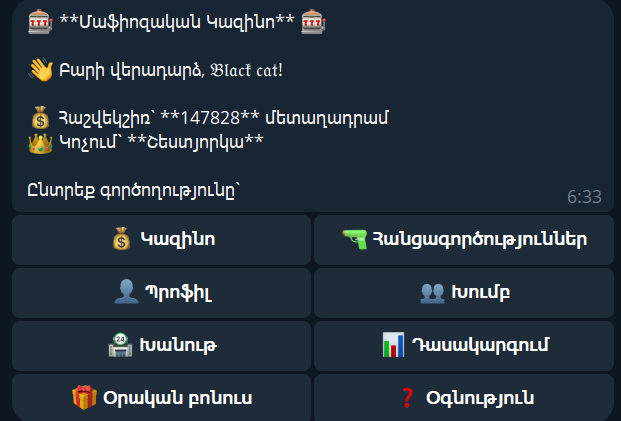 🎰 **Մաֆիոզական Կազինո** 🎰
👋 Բարի վերադարձ, 𝔅𝔩𝔞𝔠𝔨 𝔠𝔞𝔱!
💰 Հաշվեկշիռ` **147828** մետաղադրամ
👑 Կոչում` **Շեստյորկա**
Ընտրեք գործողությունը`
6:33
💰 Կազինո
🔫 Հանցագործություններ
👤 Պրոֆիլ
👥 Խումբ
🏪 Խանութ
📊 Դասակարգում
🎁 Օրական բոնուս
❓ Օգնություն